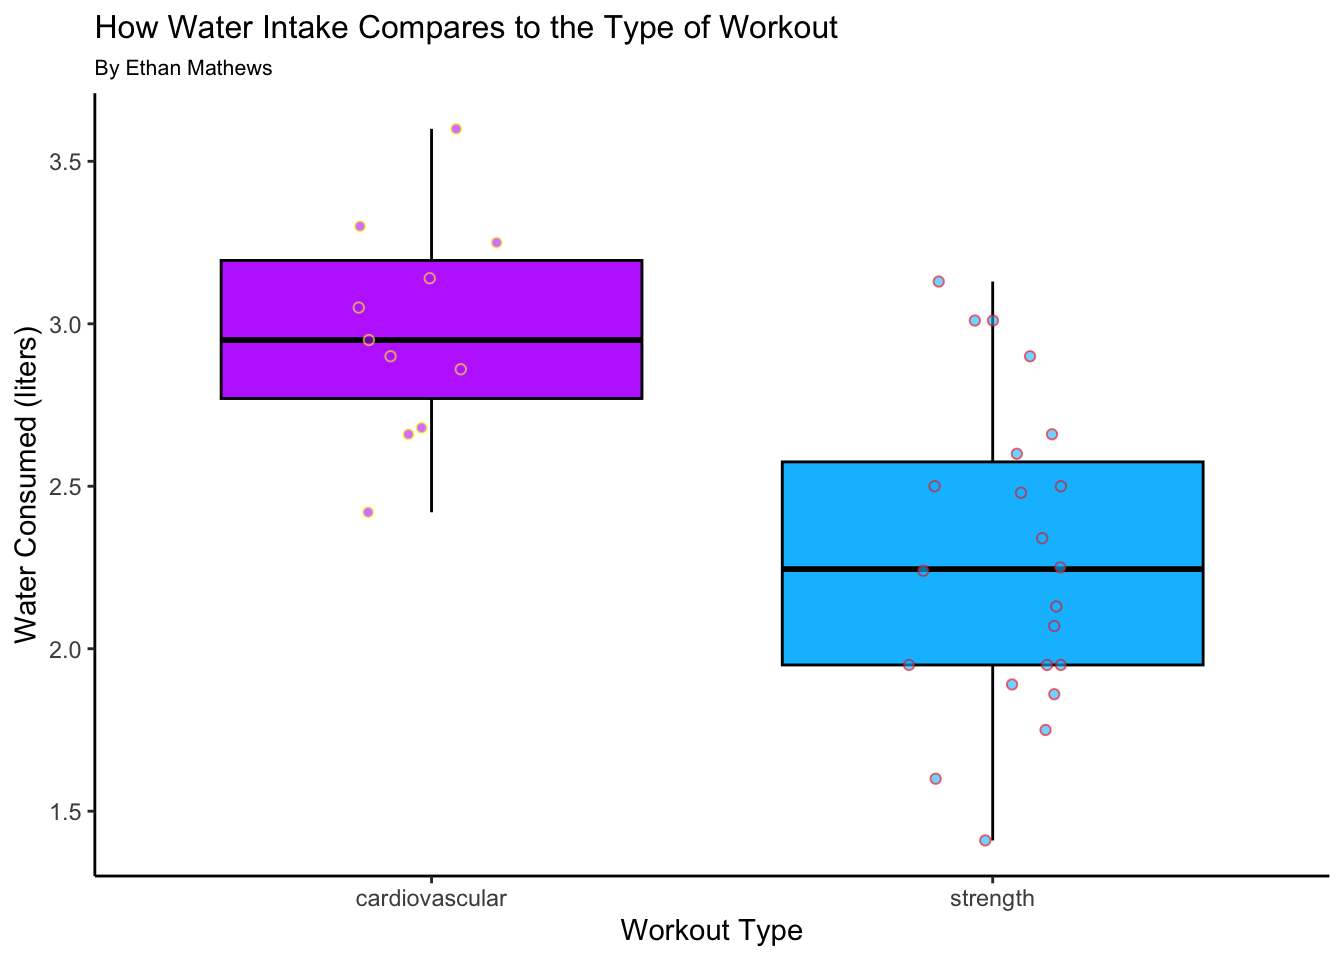 How Water Intake Compares to the Type of Workout
By Ethan Mathews
Water Consumed (liters)
3.5
3.0
2.5
2.0
1.5
cardiovascular
strength
Workout Type